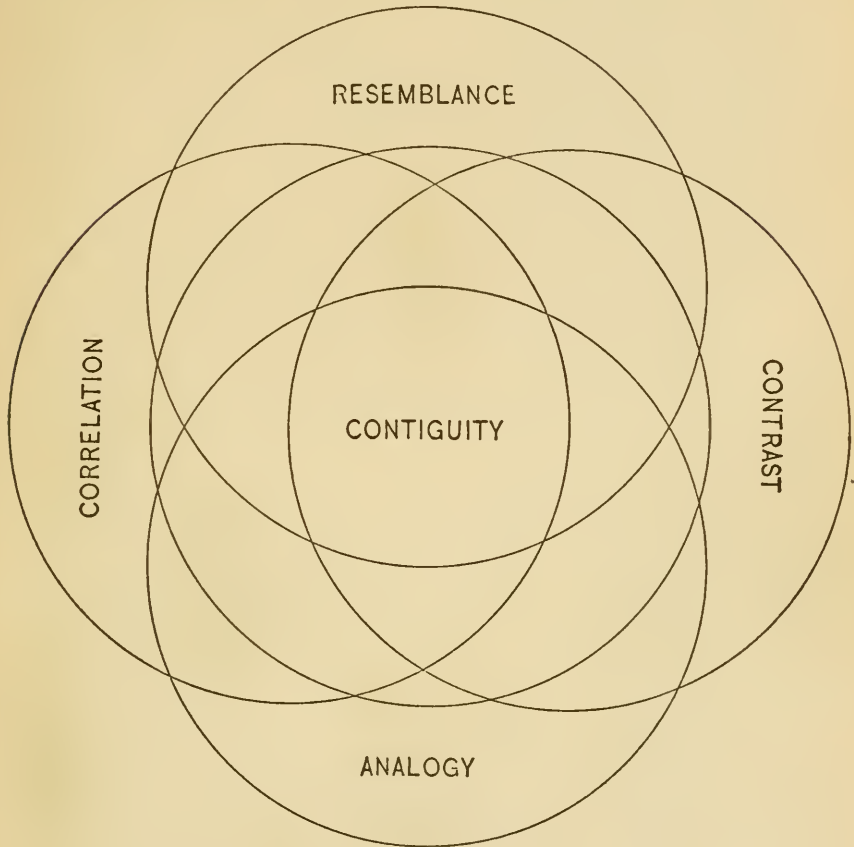 RESEMBLANCE
CORRELATION
CONTIGUITY
CONTRAST
ANALOGY